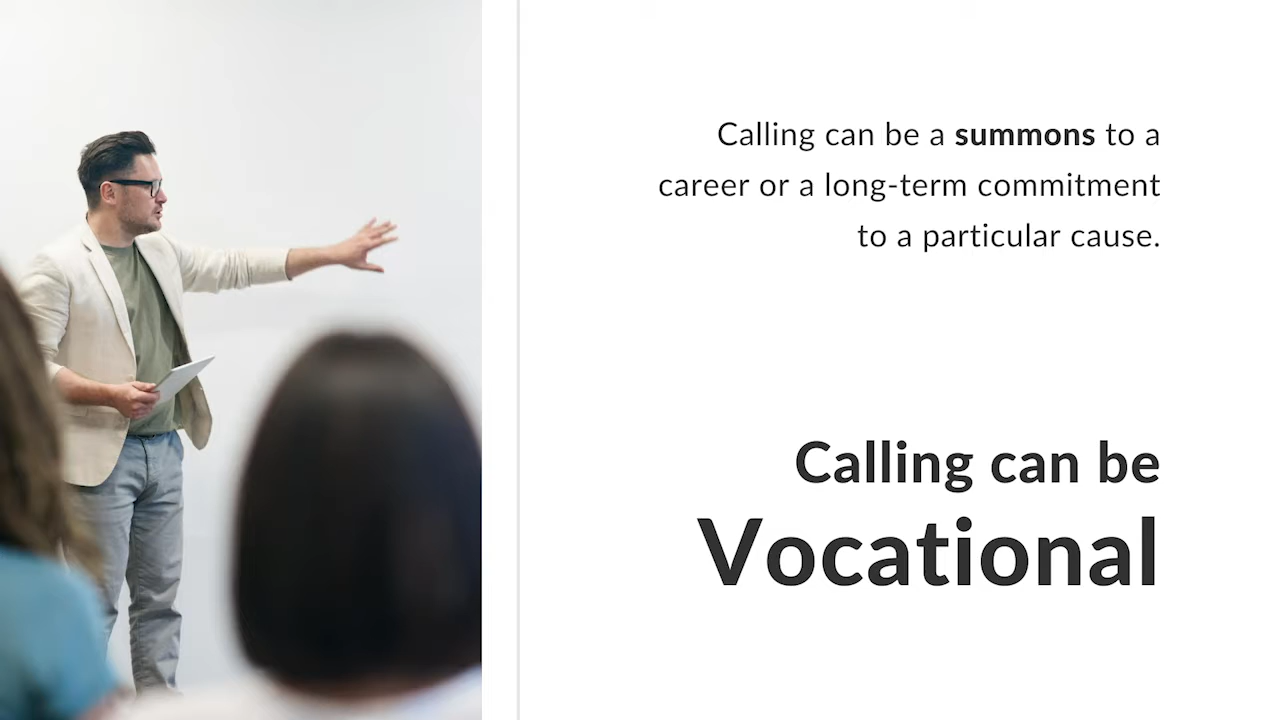 Calling can be a summons to a
career or a long-term commitment
to a particular cause.
Calling can be
Vocational